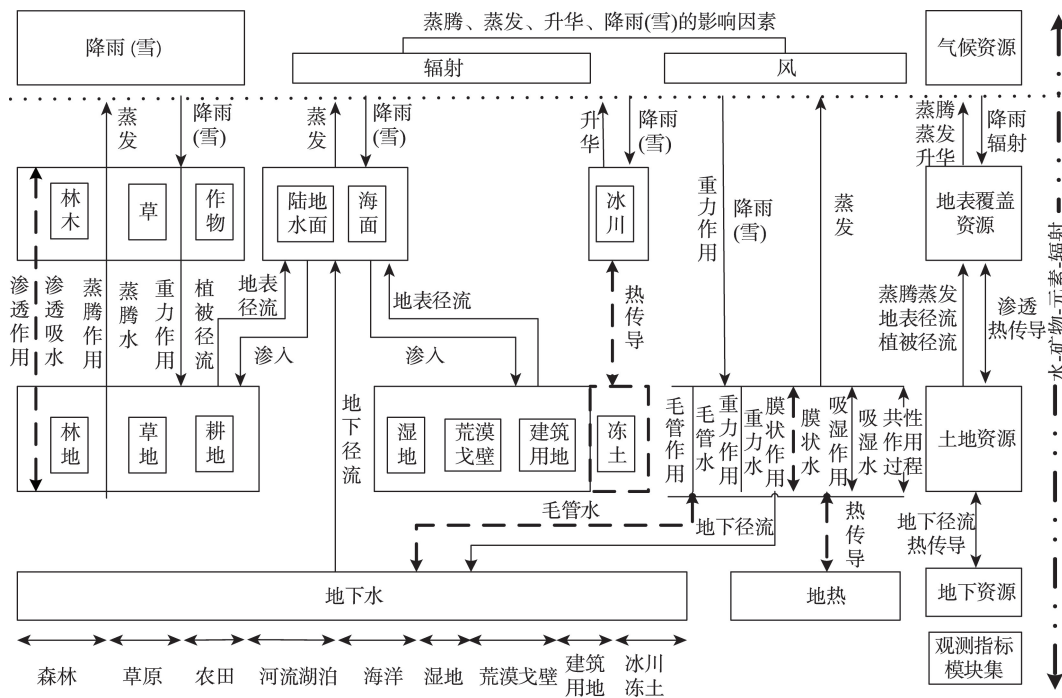 蒸腾、蒸发、升华、降雨(雪)的影响因素
降雨 (雪)
辐射
风
气候资源
蒸发
降雨
(雪)
蒸发
降雨
(雪)
升华
降雨
(雪)
重力作用
降雨
(雪)
蒸发
蒸腾
蒸发
升华
降雨
辐射
林木
草
作物
陆地
水面
海面
冰川
地表覆盖
资源
渗透作用
渗透吸水
蒸腾作用
蒸腾水
重力作用
植被径流
地表
径流
渗入
地下径流
地表径流
渗入
热传导
蒸腾蒸发
地表径流
植被径流
渗透
热传导
林地
草地
耕地
湿地
荒漠
戈壁
建筑
用地
冻土
毛管作用
毛管水
重力作用
重力水
膜状作用
膜状水
吸湿作用
吸湿水
共性
作用
过程
土地资源
毛管水
地下径流
热传导
地下径流
热传导
地下水
地热
地下资源
森林
草原
农田
河流湖泊
海洋
湿地
荒漠戈壁
建筑
用地
冰川
冻土
观测指标
模块集
水-矿物-元素-辐射